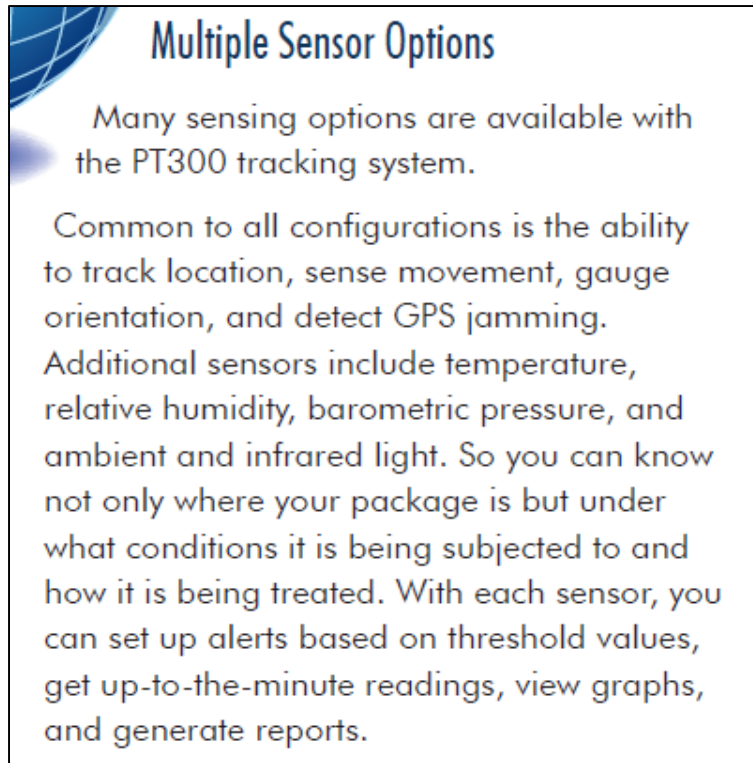 Multiple Sensor Options
Many sensing options are available with
the PT300 tracking system.
Common to all configurations is the ability
to track location, sense movement, gauge
orientation, and detect GPS jamming.
Additional sensors include temperature,
relative humidity, barometric pressure, and
ambient and infrared light. So you can know
not only where your package is but under
what conditions it is being subjected to and
how it is being treated. With each sensor, you
can set up alerts based on threshold values,
get up-to-the-minute readings, view graphs,
and generate reports.